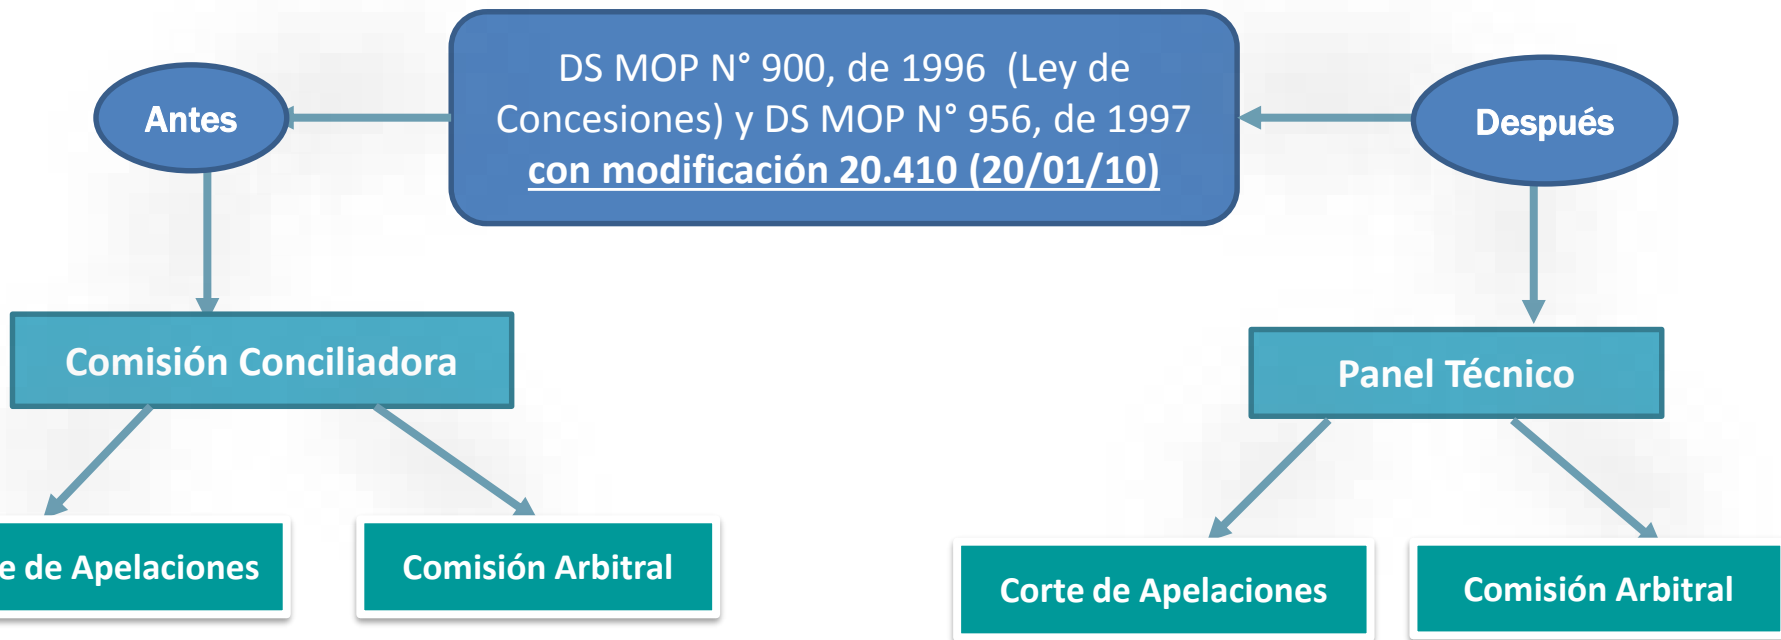 DS MOP N° 900, de 1996 (Ley de
Concesiones) y DS MOP N° 956, de 1997
con modificación 20.410 (20/01/10)
Antes
Después
Comisión Conciliadora
Panel Técnico
e de Apelaciones
Comisión Arbitral
Corte de Apelaciones
Comisión Arbitral